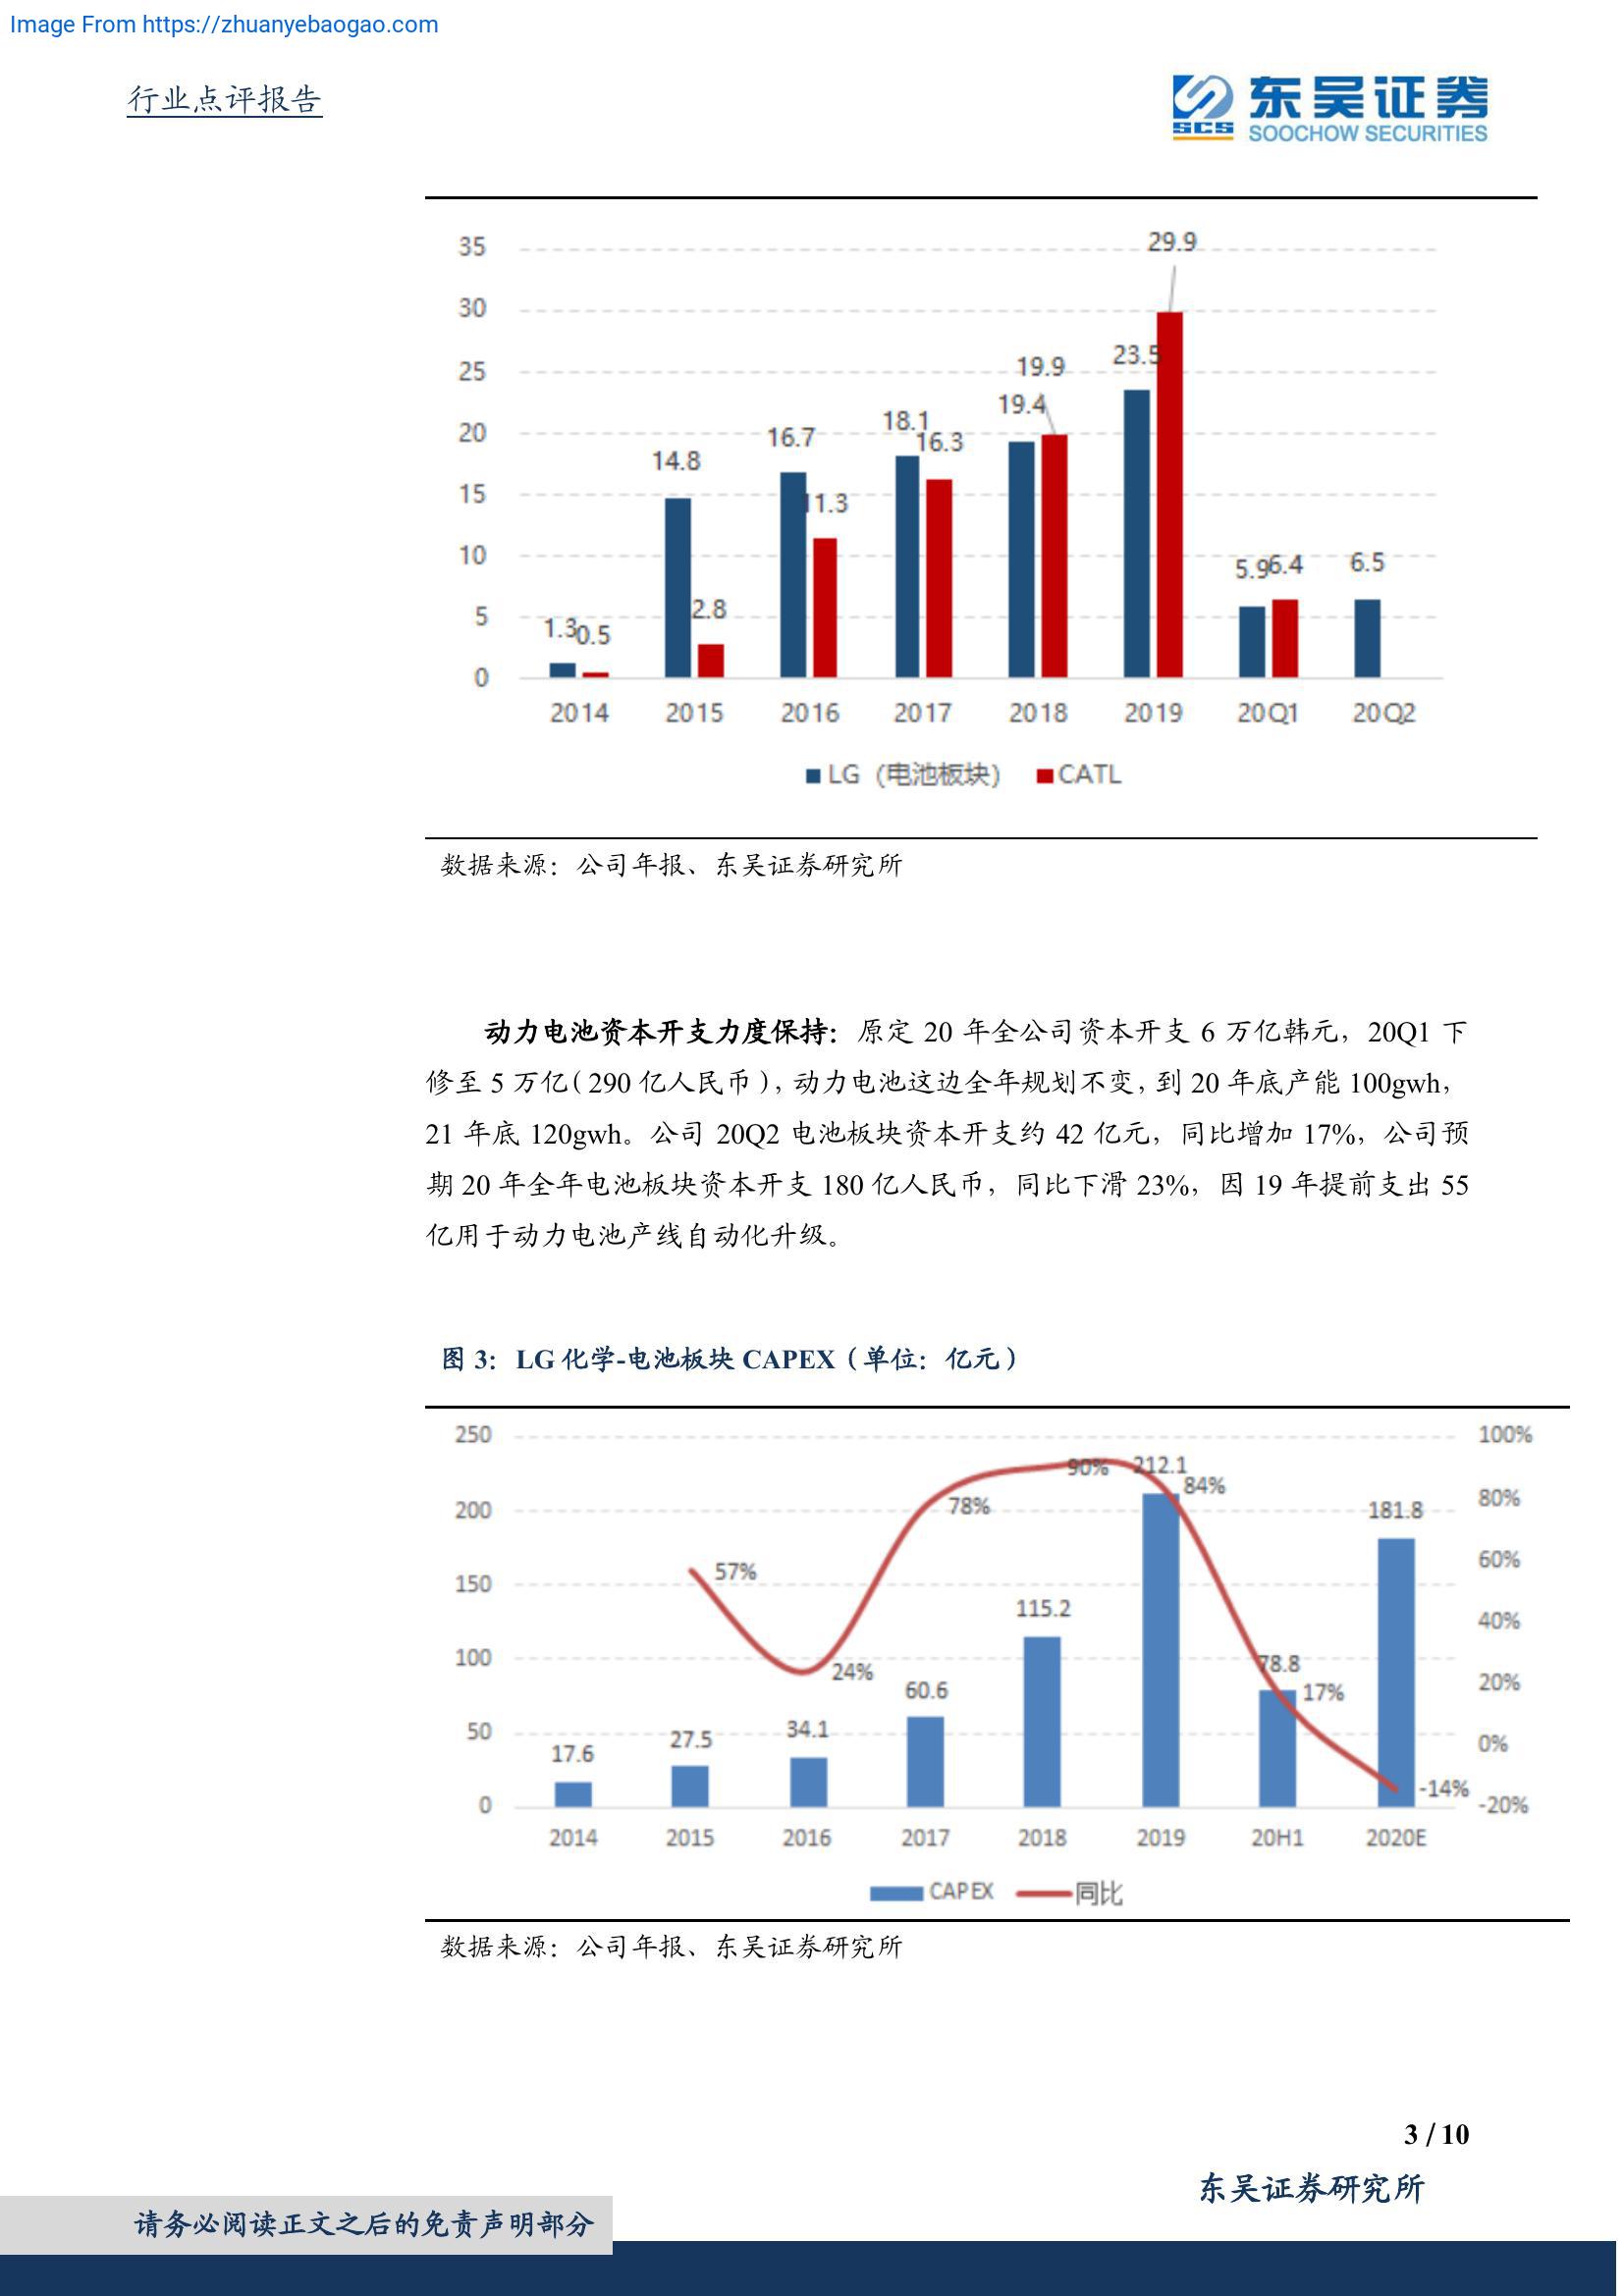 Image From https://zhuanyebaogao.com
行业点评报告
SCS
东吴证券
SOOCHOW SECURITIES
35
30
25
20
15
10
5
0
1.3 0.5
14.8 2.8
16.7 11.3
18.1 16.3
19.4 19.9
23.5 29.9
5.9 6.4
6.5
2014 2015 2016 2017 2018 2019 20Q1 20Q2
LG（电池板块） CATL
数据来源：公司年报、东吴证券研究所
动力电池资本开支力度保持：原定 20 年全公司资本开支 6 万亿韩元，20Q1 下
修至 5 万亿（290 亿人民币），动力电池这边全年规划不变，到 20 年底产能 100gwh，
21 年底 120gwh。公司 20Q2 电池板块资本开支约 42 亿元，同比增加 17%，公司预
期 20 年全年电池板块资本开支 180 亿人民币，同比下滑 23%，因 19 年提前支出 55
亿用于动力电池产线自动化升级。
图 3：LG 化学-电池板块 CAPEX（单位：亿元）
250
200
150
100
50
0
17.6 27.5 34.1 60.6 115.2 212.1 78.8 181.8
57% 24% 78% 90% 84% 17% -14%
100%
80%
60%
40%
20%
0%
-20%
2014 2015 2016 2017 2018 2019 20H1 2020E
CAPEX 同比
数据来源：公司年报、东吴证券研究所
3 / 10
东吴证券研究所
请务必阅读正文之后的免责声明部分